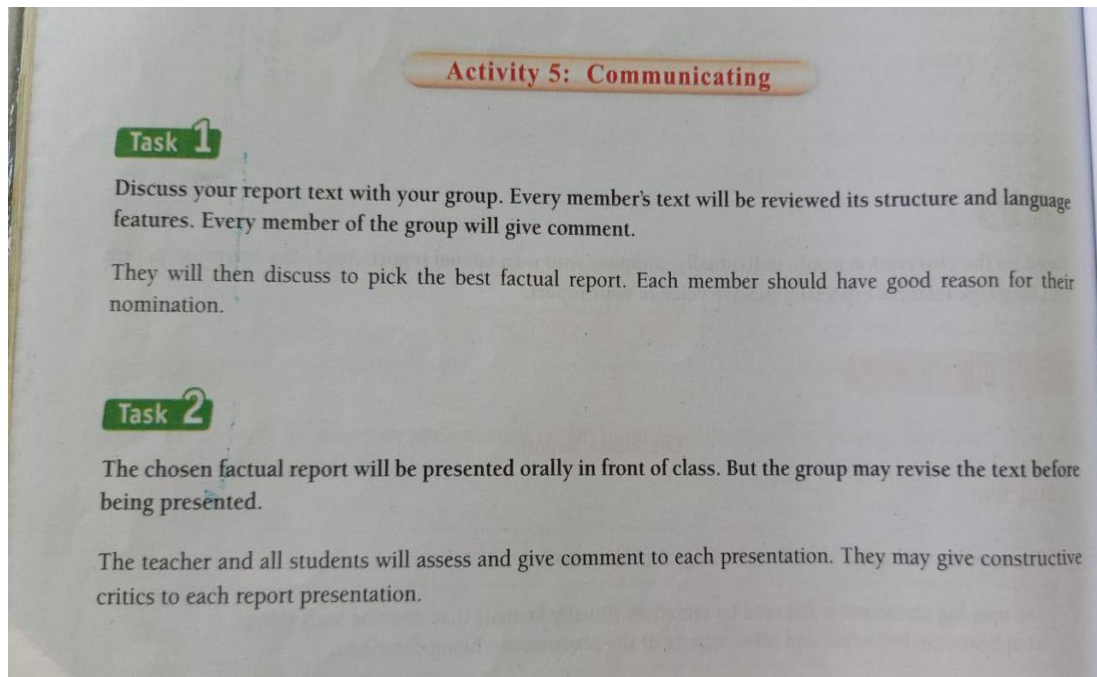 Activity 5: Communicating
Task 1
Discuss your report text with your group. Every member's text will be reviewed its structure and language
features. Every member of the group will give comment.
They will then discuss to pick the best factual report. Each member should have good reason for their
nomination.
Task 2
The chosen factual report will be presented orally in front of class. But the group may revise the text before
being presented.
The teacher and all students will assess and give comment to each presentation. They may give constructive
critics to each report presentation.